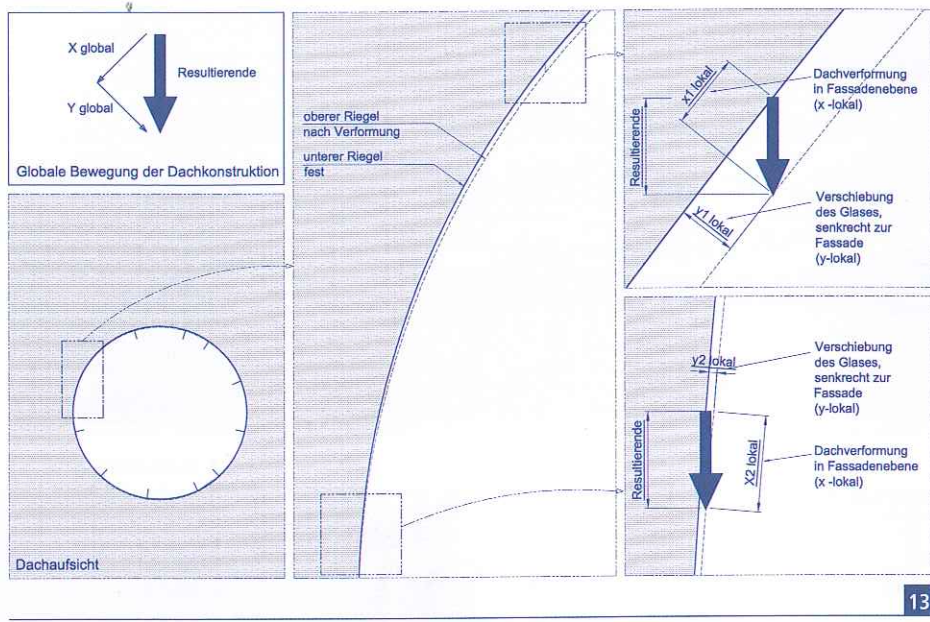 X global
Y global
Resultierende
Globale Bewegung der Dachkonstruktion
Dachaufsicht
oberer Riegel
nach Verformung
unterer Riegel
fest
x1 lokal
Resultierende
y1 lokal
Dachverformung
in Fassadenebene
(x -lokal)
Verschiebung
des Glases,
senkrecht zur
Fassade
(y-lokal)
y2 lokal
Resultierende
X2 lokal
Verschiebung
des Glases,
senkrecht zur
Fassade
(y-lokal)
Dachverformung
in Fassadenebene
(x -lokal)
13